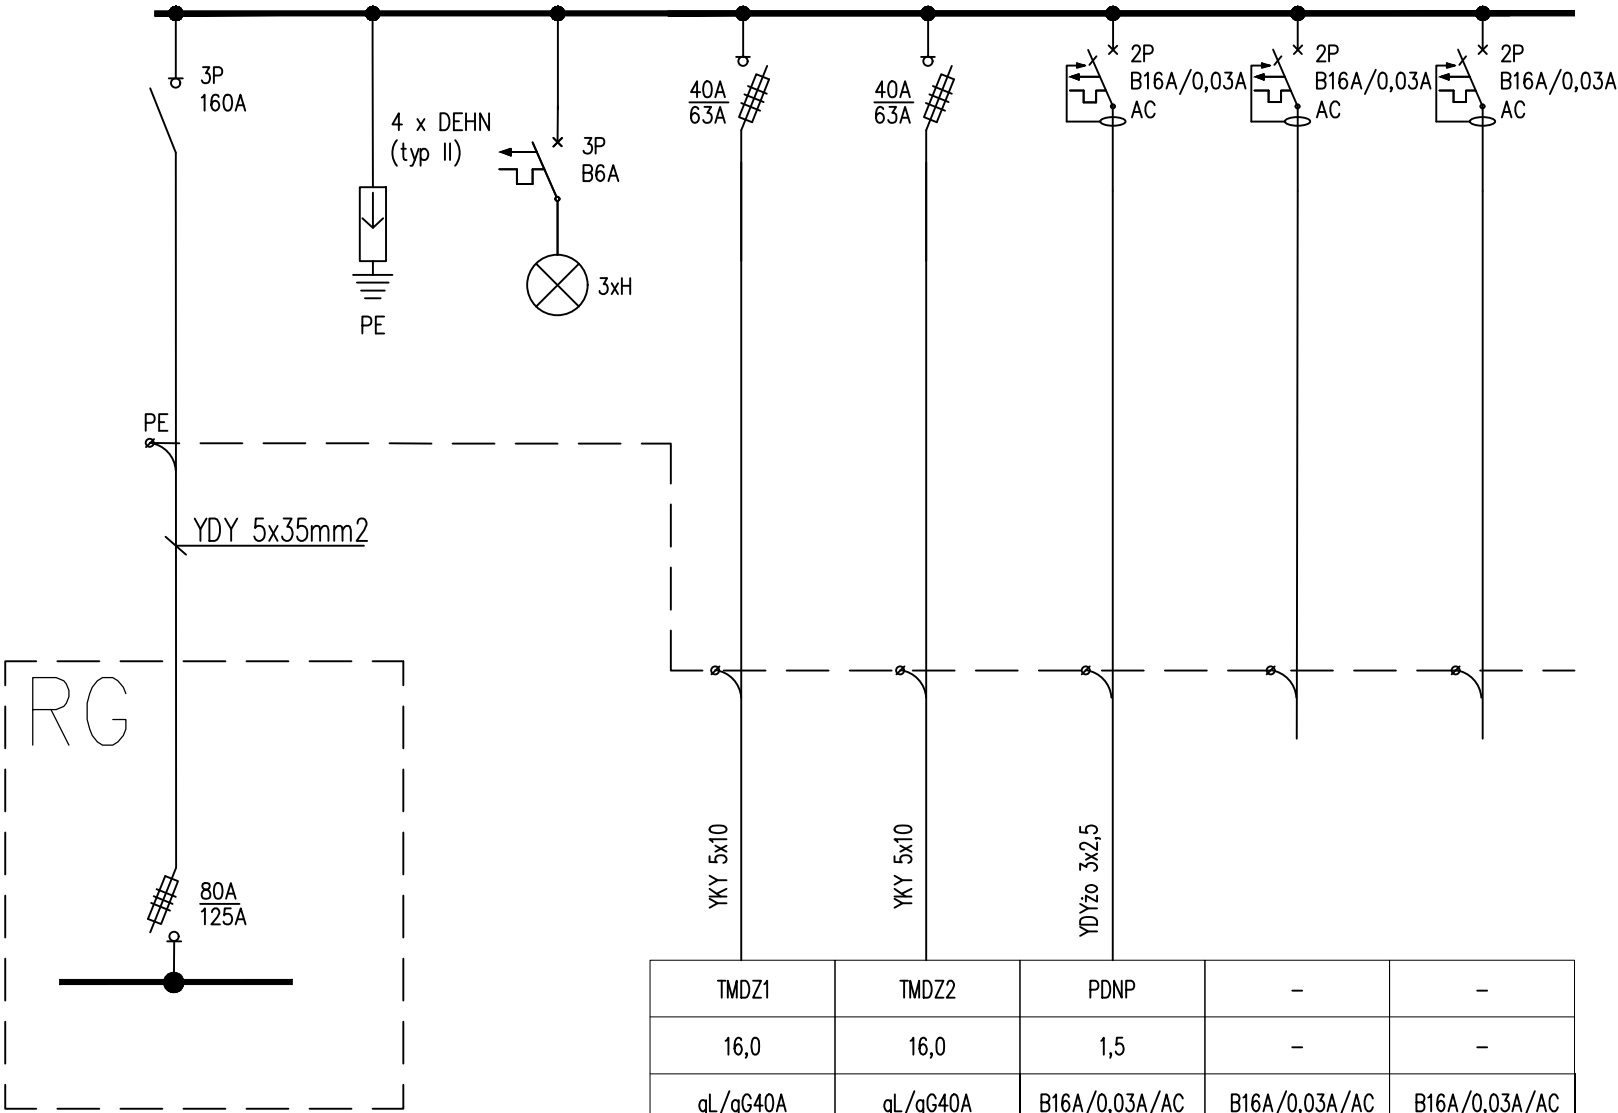 3P
160A
4 x DEHN
(typ II)
PE
3P
B6A
3xH
40A
63A
40A
63A
2P
B16A/0,03A
AC
2P
B16A/0,03A
AC
2P
B16A/0,03A
AC
PE
YDY 5x35mm2
RG
80A
125A
YKY 5x10
YKY 5x10
YDYżo 3x2,5
TMDZ1 TMDZ2 PDNP - -
16,0 16,0 1,5 - -
gL/gG40A gL/gG40A B16A/0,03A/AC B16A/0,03A/AC B16A/0,03A/AC